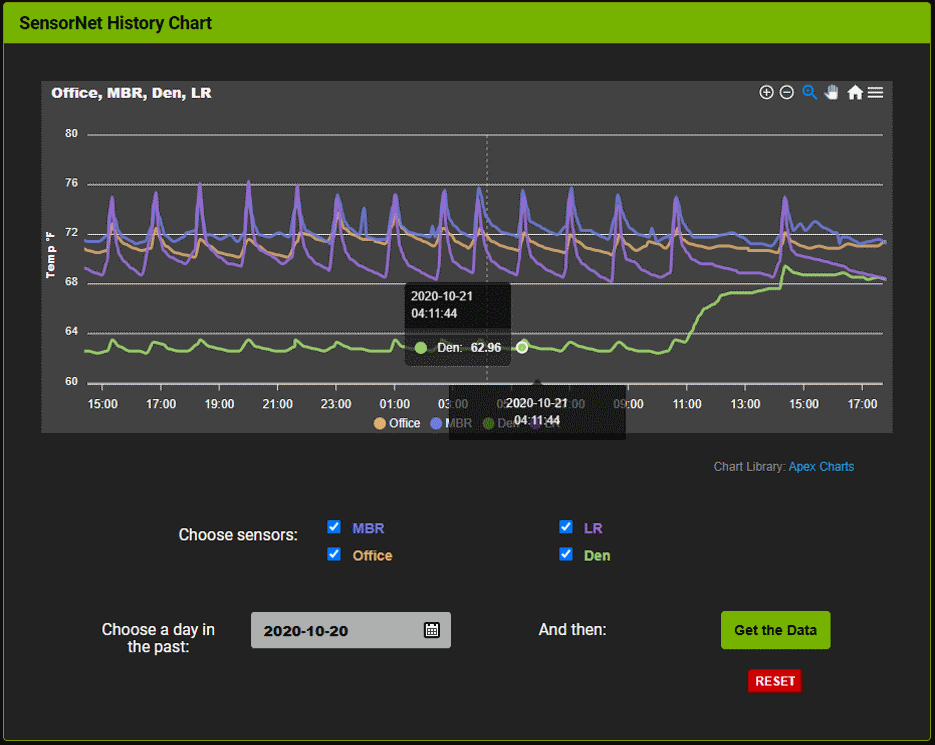 SensorNet History Chart
Office, MBR, Den, LR
80
76
72
68
64
60
Temp °F
2020-10-21
04:11:44
Den: 62.96
15:00 17:00 19:00 21:00 23:00 01:00 03:00 09:00 11:00 13:00 15:00 17:00
2020-10-21
04:11:44
Office MBR Den LR
Chart Library: Apex Charts
Choose sensors:
MBR
LR
Office
Den
Choose a day in
the past:
2020-10-20
And then:
Get the Data
RESET